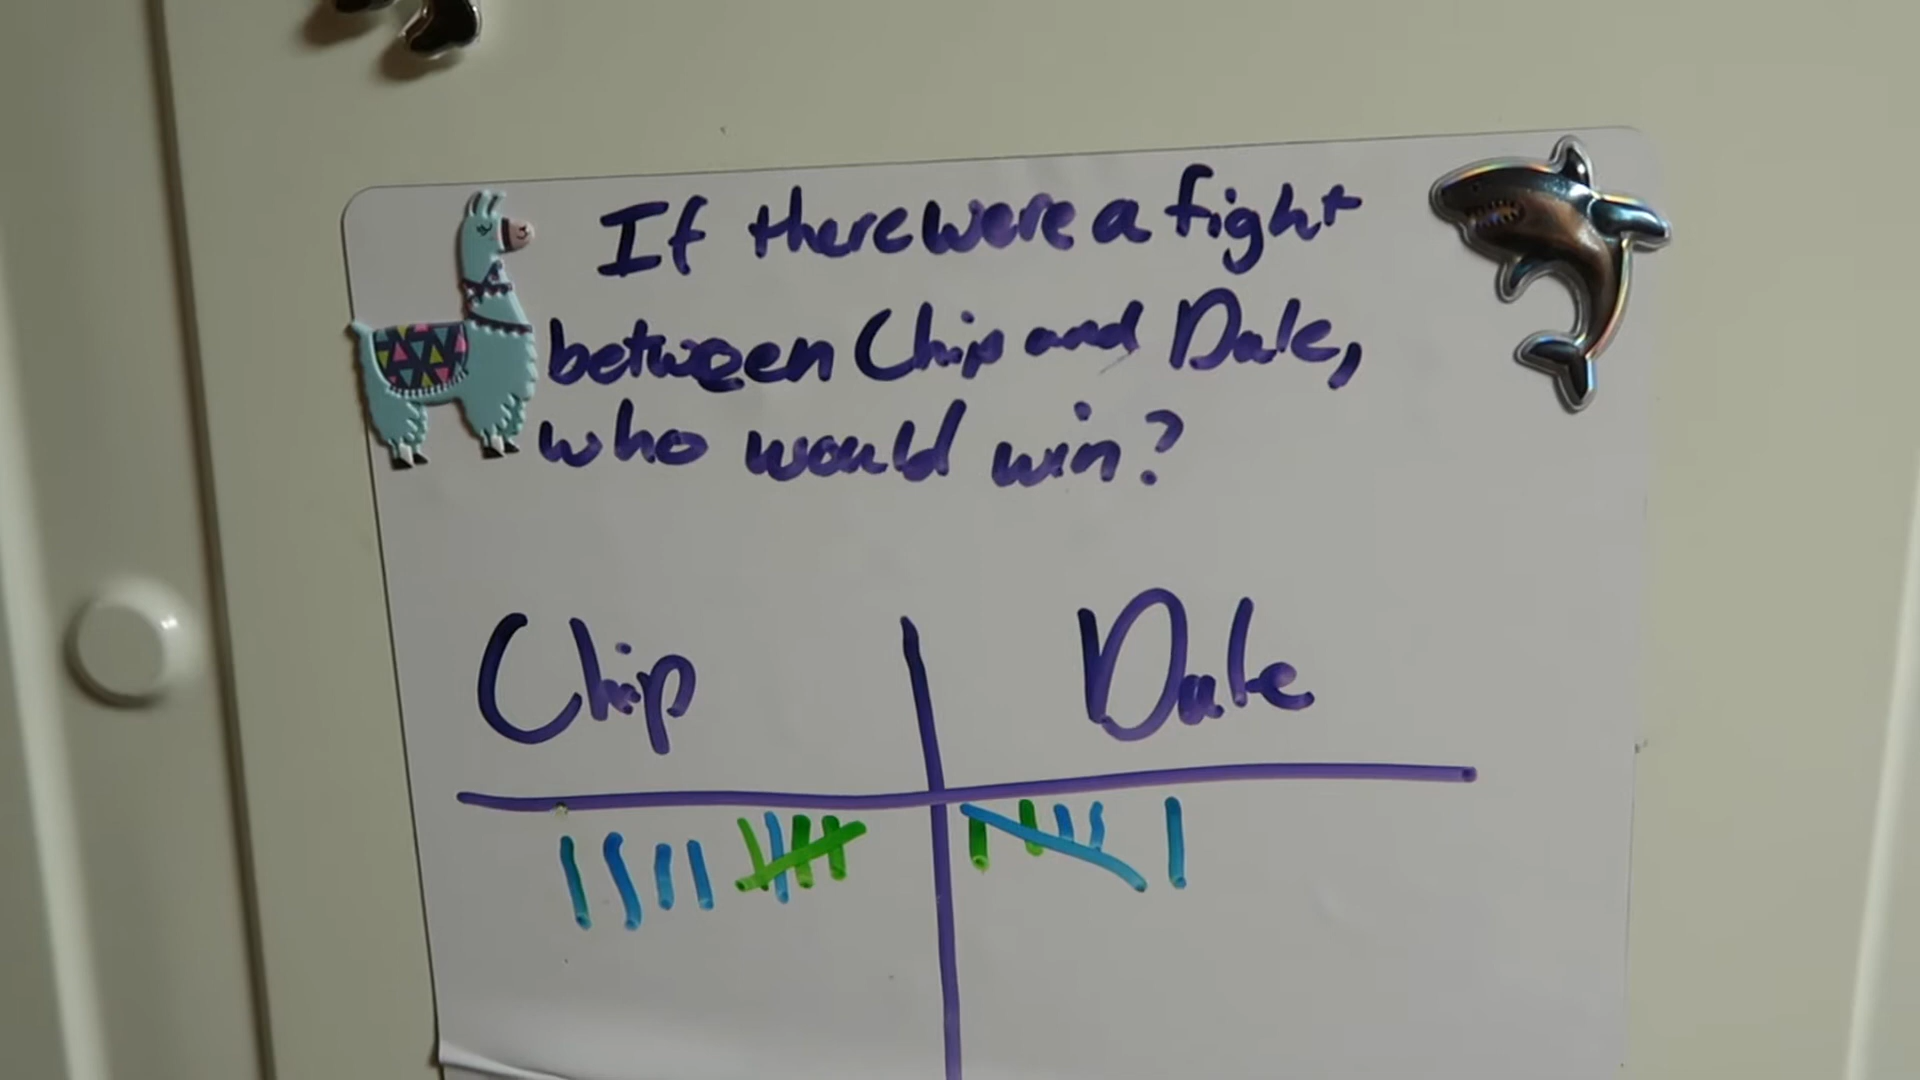 If there were a fight
between Chip and Dale,
who would win?
Chip Dale